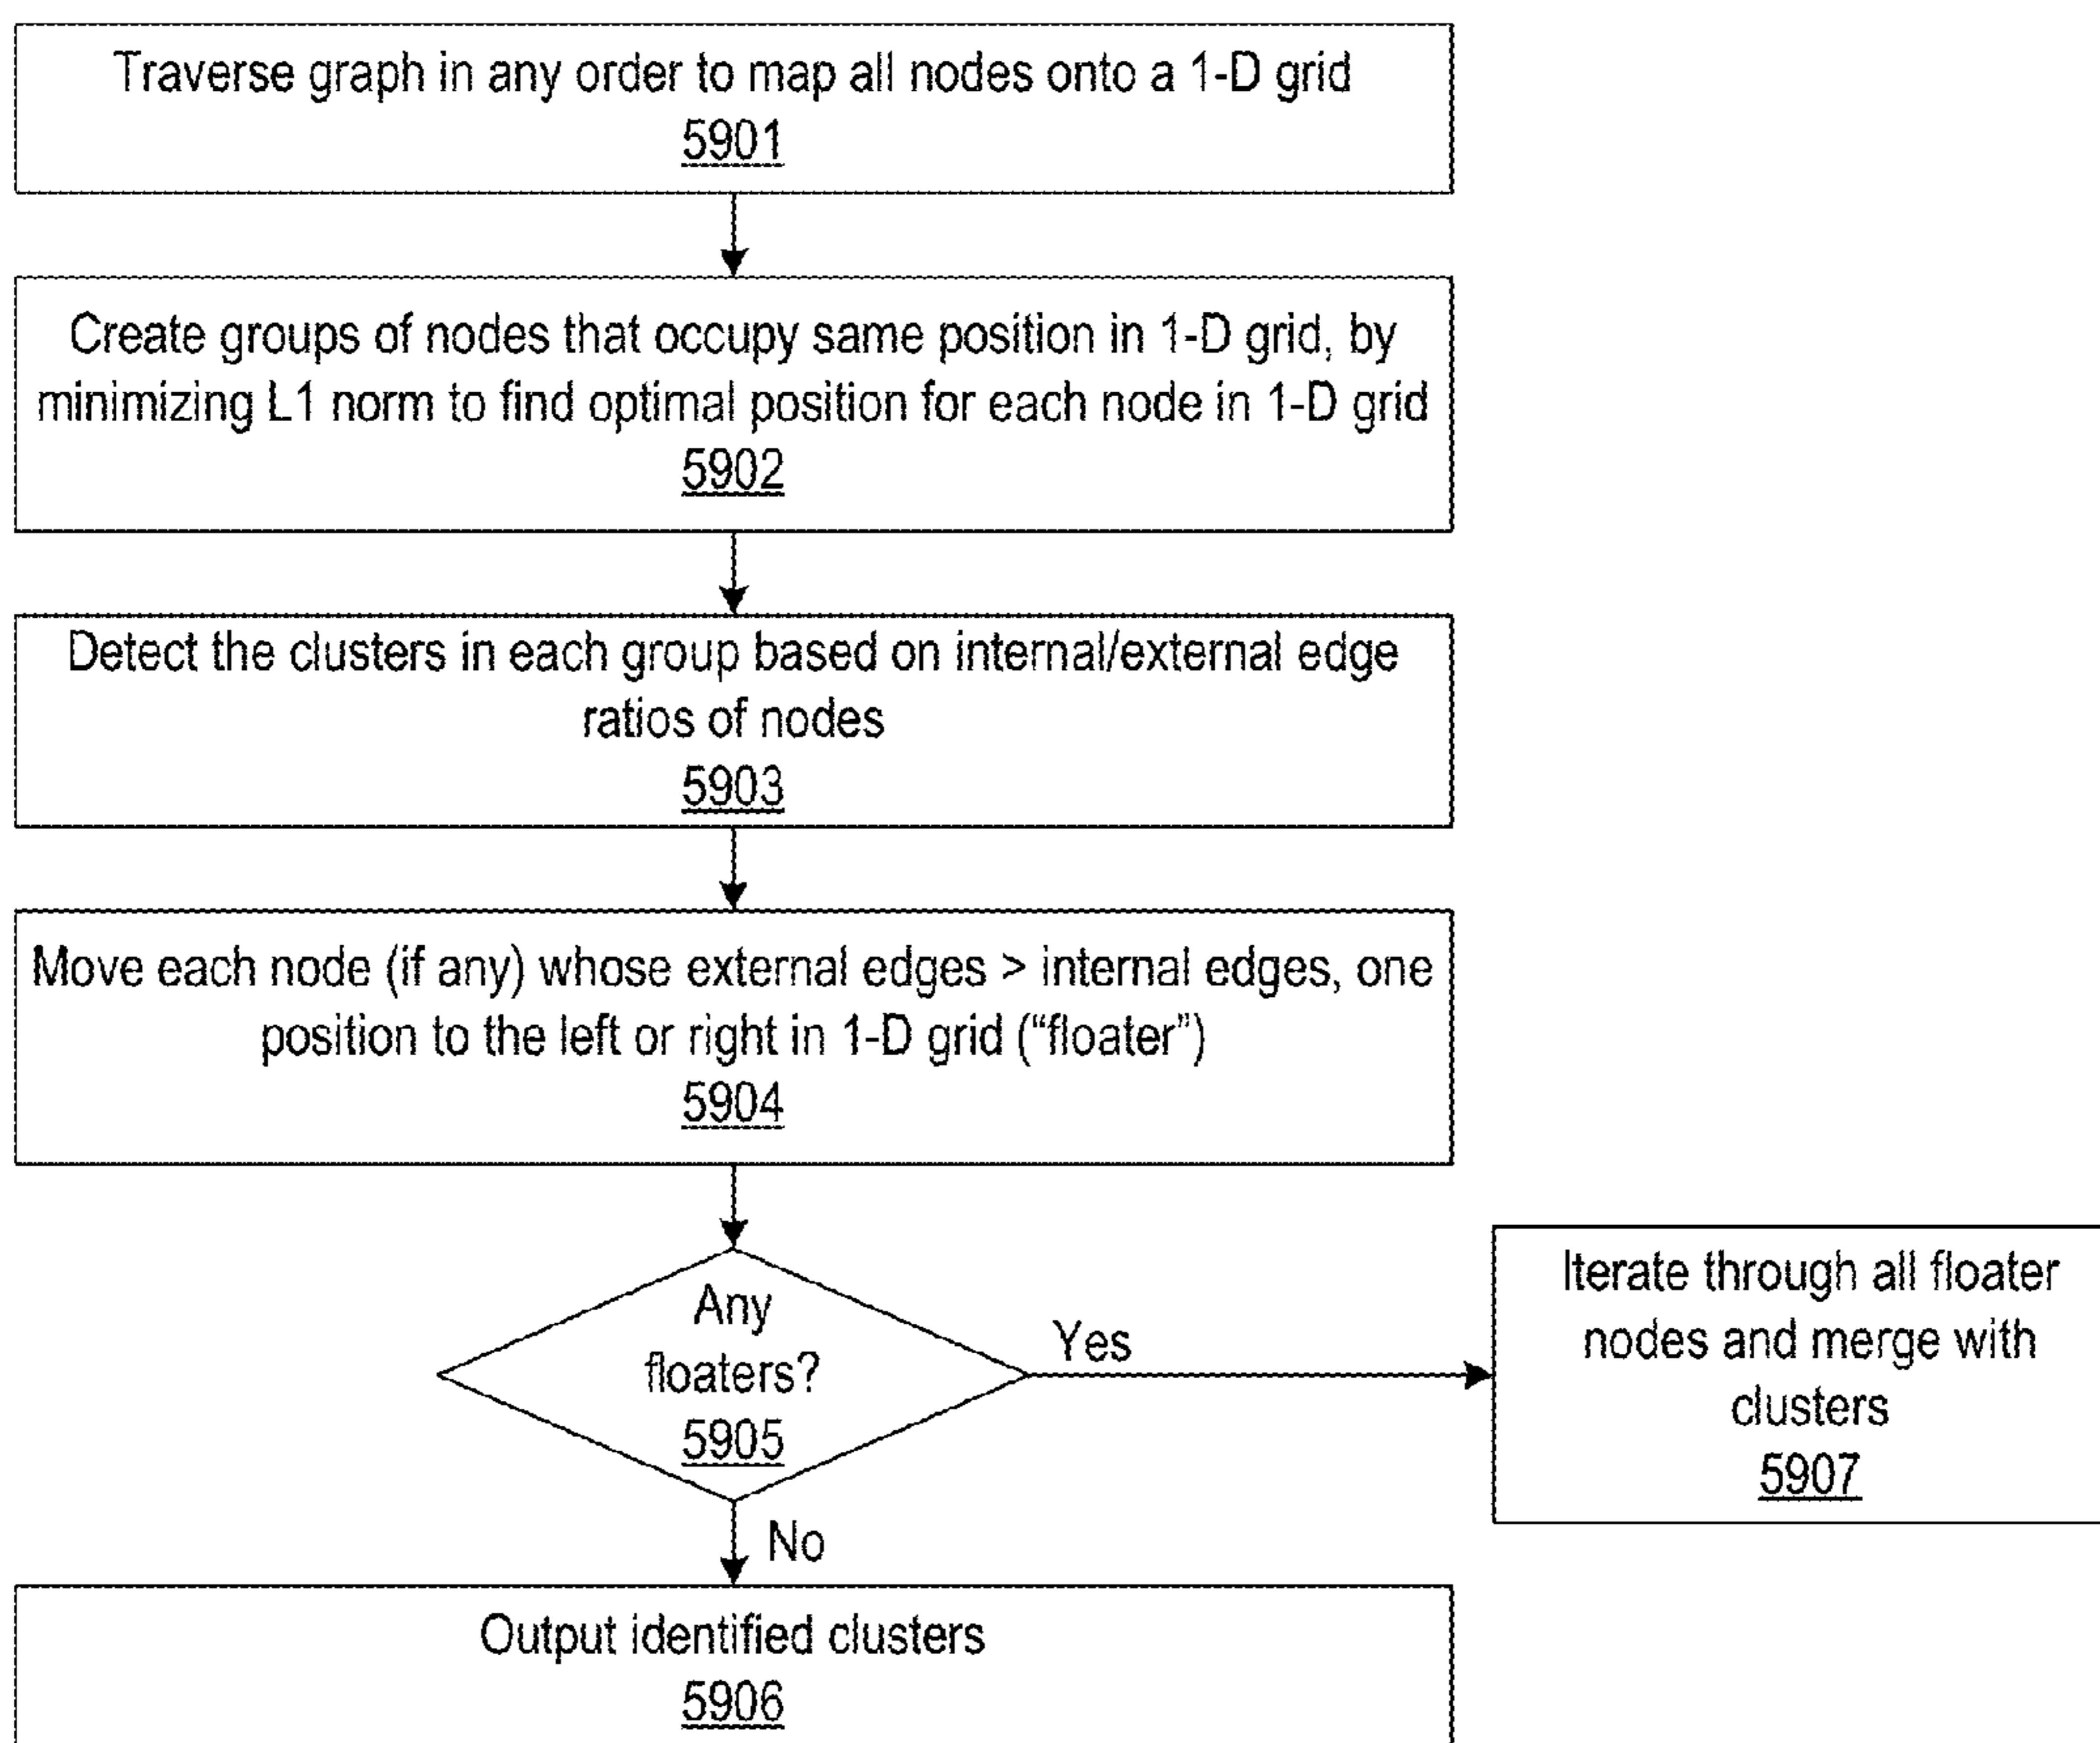 Traverse graph in any order to map all nodes onto a 1-D grid
5901
Create groups of nodes that occupy same position in 1-D grid, by
minimizing L1 norm to find optimal position for each node in 1-D grid
5902
Detect the clusters in each group based on internal/external edge
ratios of nodes
5903
Move each node (if any) whose external edges > internal edges, one
position to the left or right in 1-D grid (“floater”)
5904
Any
floaters?
5905
Yes
Iterate through all floater
nodes and merge with
clusters
5907
No
Output identified clusters
5906